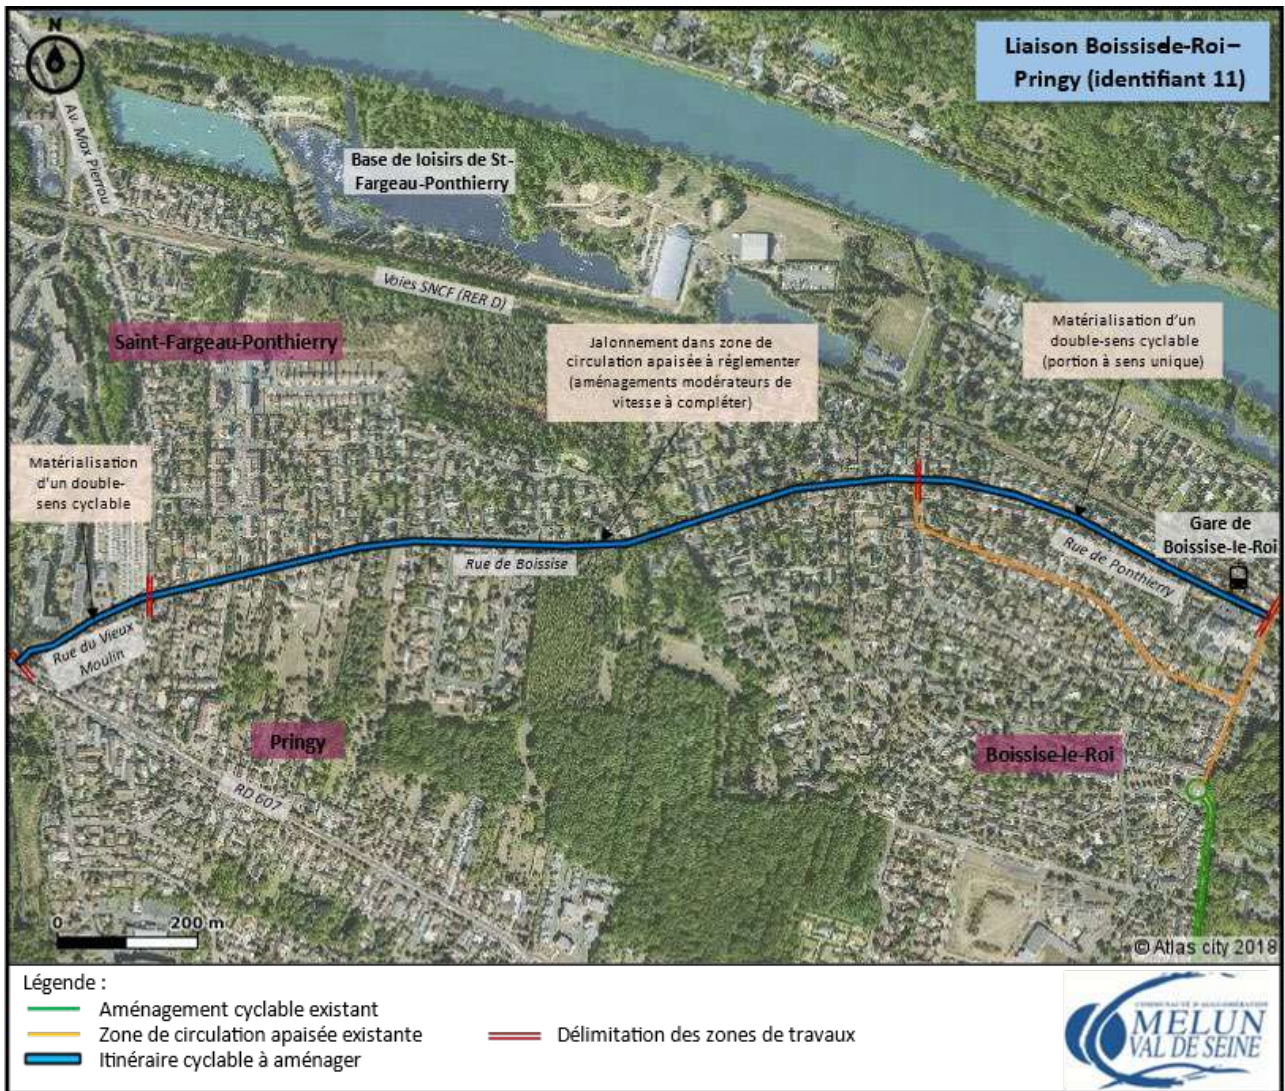 Liaison Boissisde-Roi–
Pringy (identifiant 11)
N
Av. Max Pierrou
Base de loisirs de St-
Fargeau-Ponthierry
Voies SNCF (RER D)
Saint-Fargeau-Ponthierry
Jalonnement dans zone de
circulation apaisée à réglementer
(aménagements modérateurs de
vitesse à compléter)
Matérialisation d'un
double-sens cyclable
(portion à sens unique)
Matérialisation
d'un double-
sens cyclable
Gare de
Boissise-le-Roi
Rue de Boissise
Rue de Ponthierry
Rue du Vieux
Moulin
Pringy
Boissise-le-Roi
RD 607
0 200 m
© Atlas city 2018
Légende :
Aménagement cyclable existant
Zone de circulation apaisée existante
Itinéraire cyclable à aménager
Délimitation des zones de travaux
COMMUNAUTÉ D'AGGLOMÉRATION
MELUN
VAL DE SEINE